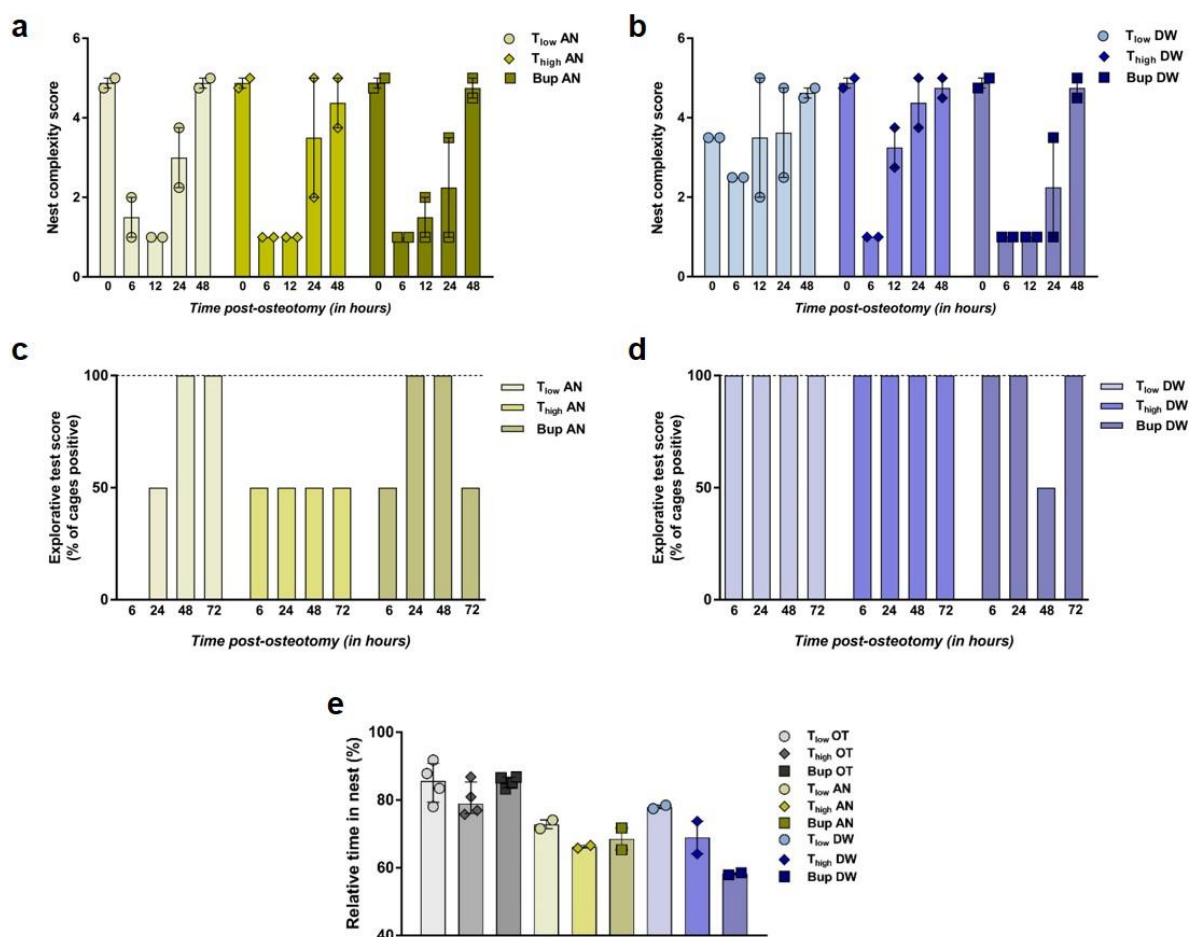 a
Nest complexity score
6
4
2
0
0 6 12 24 48 0 6 12 24 48 0 6 12 24 48
Time post-osteotomy (in hours)
Tlow AN
Thigh AN
Bup AN
b
Nest complexity score
6
4
2
0
0 6 12 24 48 0 6 12 24 48 0 6 12 24 48
Time post-osteotomy (in hours)
Tlow DW
Thigh DW
Bup DW
c
Explorative test score
(% of cages positive)
100
50
0
6 24 48 72 6 24 48 72 6 24 48 72
Time post-osteotomy (in hours)
Tlow AN
Thigh AN
Bup AN
d
Explorative test score
(% of cages positive)
100
50
0
6 24 48 72 6 24 48 72 6 24 48 72
Time post-osteotomy (in hours)
Tlow DW
Thigh DW
Bup DW
e
Relative time in nest (%)
100
80
60
40
Tlow OT
Thigh OT
Bup OT
Tlow AN
Thigh AN
Bup AN
Tlow DW
Thigh DW
Bup DW